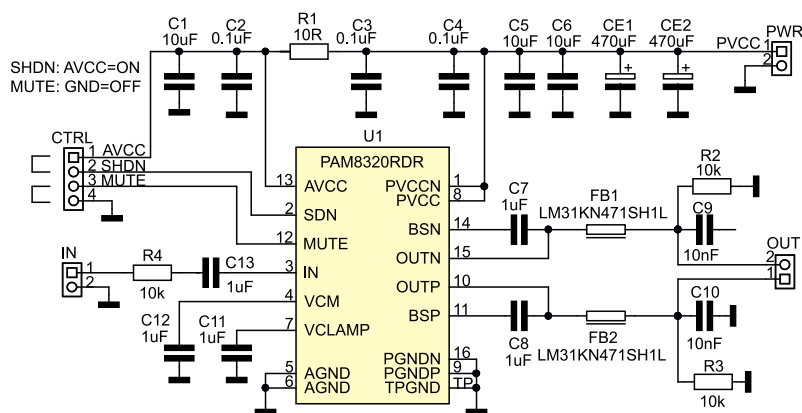 C1
10uF
C2
0.1uF
R1
10R
C3
0.1uF
C4
0.1uF
C5
10uF
C6
10uF
CE1
470uF
CE2
470uF
PWR
PVCC
1
2
+
+
SHDN: AVCC=ON
MUTE: GND=OFF
CTRL
1 AVCC
2 SHDN
3 MUTE
4
U1
PAM8320RDR
13 AVCC
2 SDN
12 MUTE
3 IN
4 VCM
7 VCLAMP
5 AGND
6 AGND
PVCCN 1
PVCC 8
BSN 14
OUTN 15
OUTP 10
BSP 11
PGNDN 16
PGNDP 9
TPGND TP
IN
1
2
R4
10k
C13
1uF
C12
1uF
C11
1uF
C7
1uF
FB1
LM31KN471SH1L
R2
10k
C9
10nF
OUT
2
1
C8
1uF
FB2
LM31KN471SH1L
C10
10nF
R3
10k